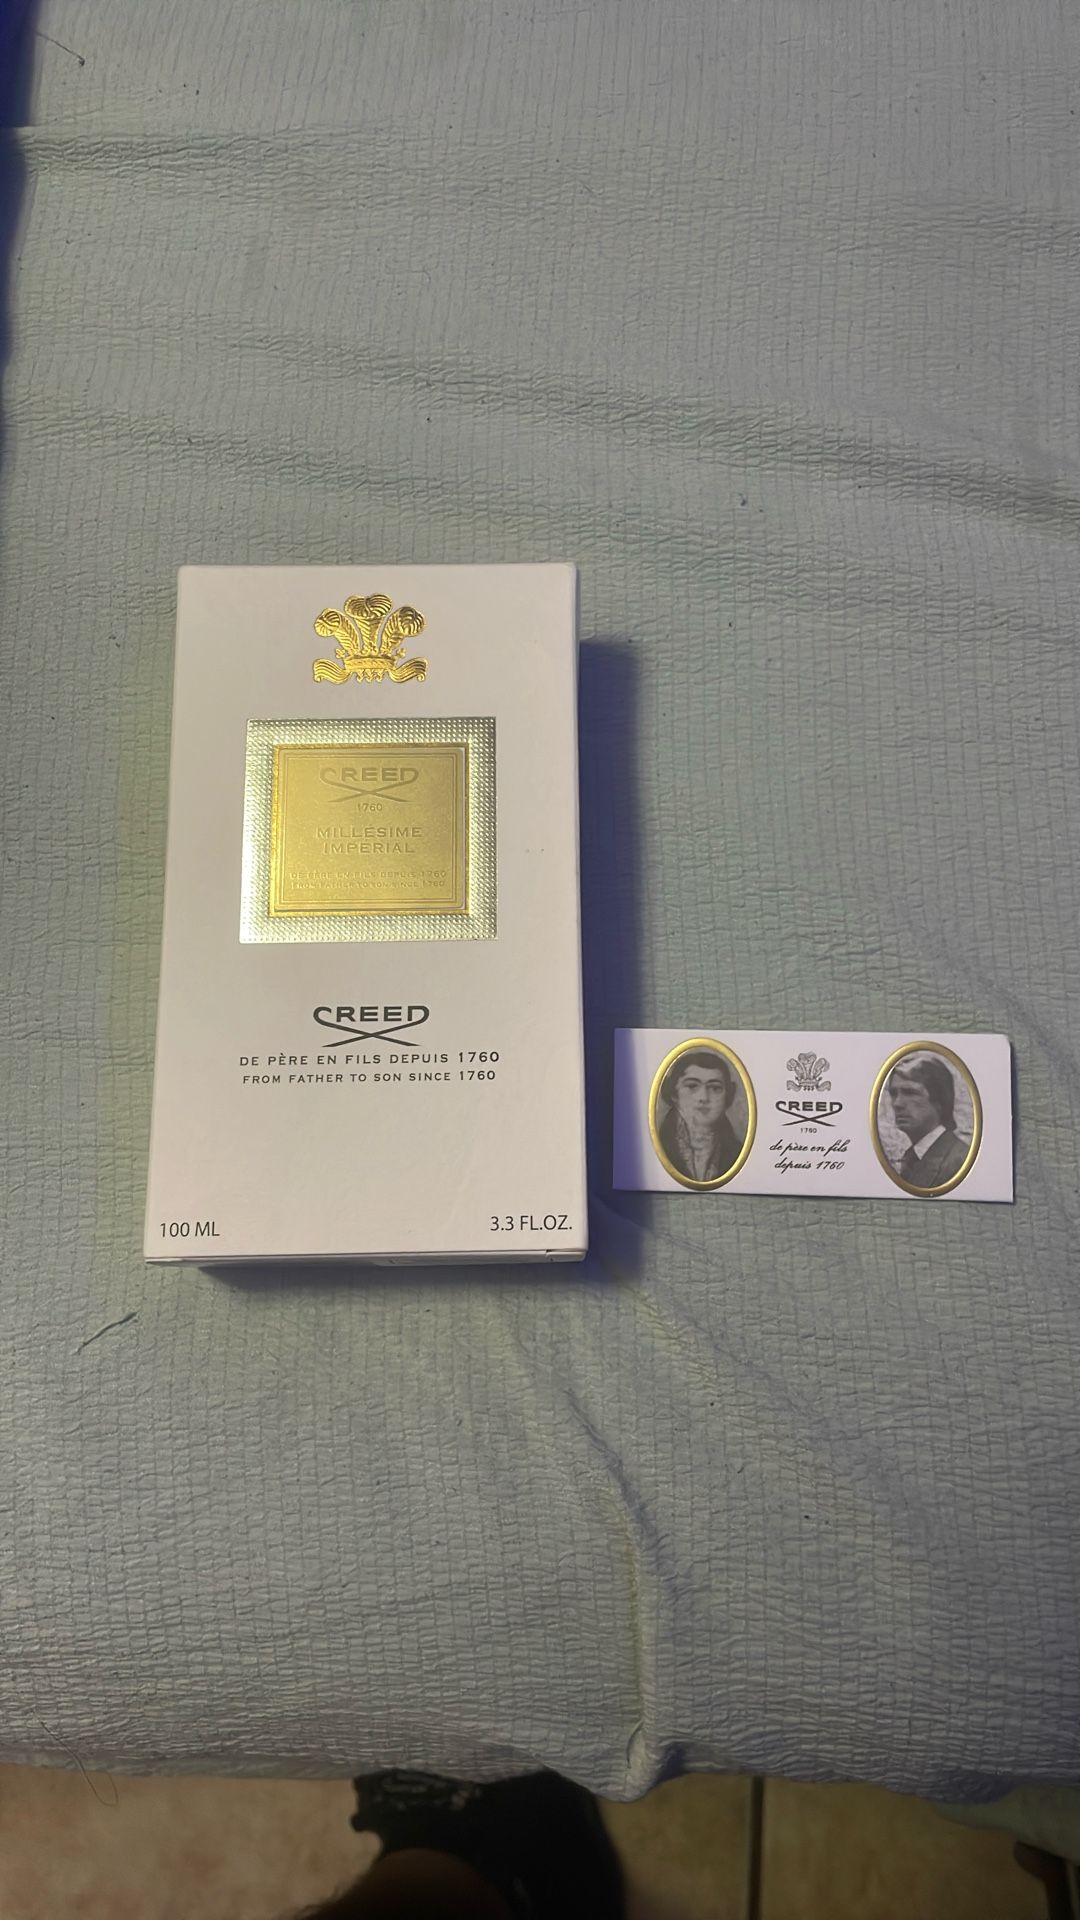 CREED
1760
MILLÉSIME
IMPERIAL
DE PÈRE EN FILS DEPUIS 1760
FROM FATHER TO SON SINCE 1760
CREED
DE PÈRE EN FILS DEPUIS 1760
FROM FATHER TO SON SINCE 1760
100 ML
3.3 FL.OZ.
CREED
1760
de père en fils
depuis 1760